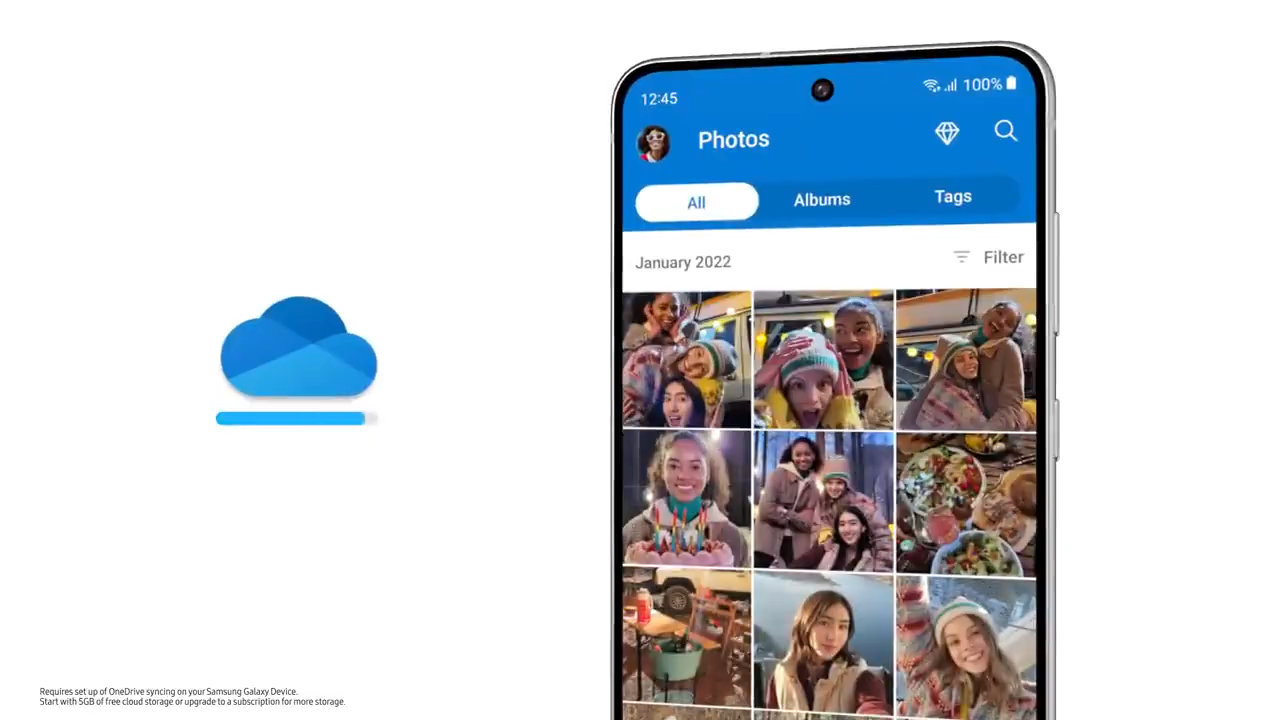 12:45
100%
Photos
All
Albums
Tags
January 2022
Filter
Requires set up of OneDrive syncing on your Samsung Galaxy Device.
Start with 5GB of free cloud storage or upgrade to a subscription for more storage.